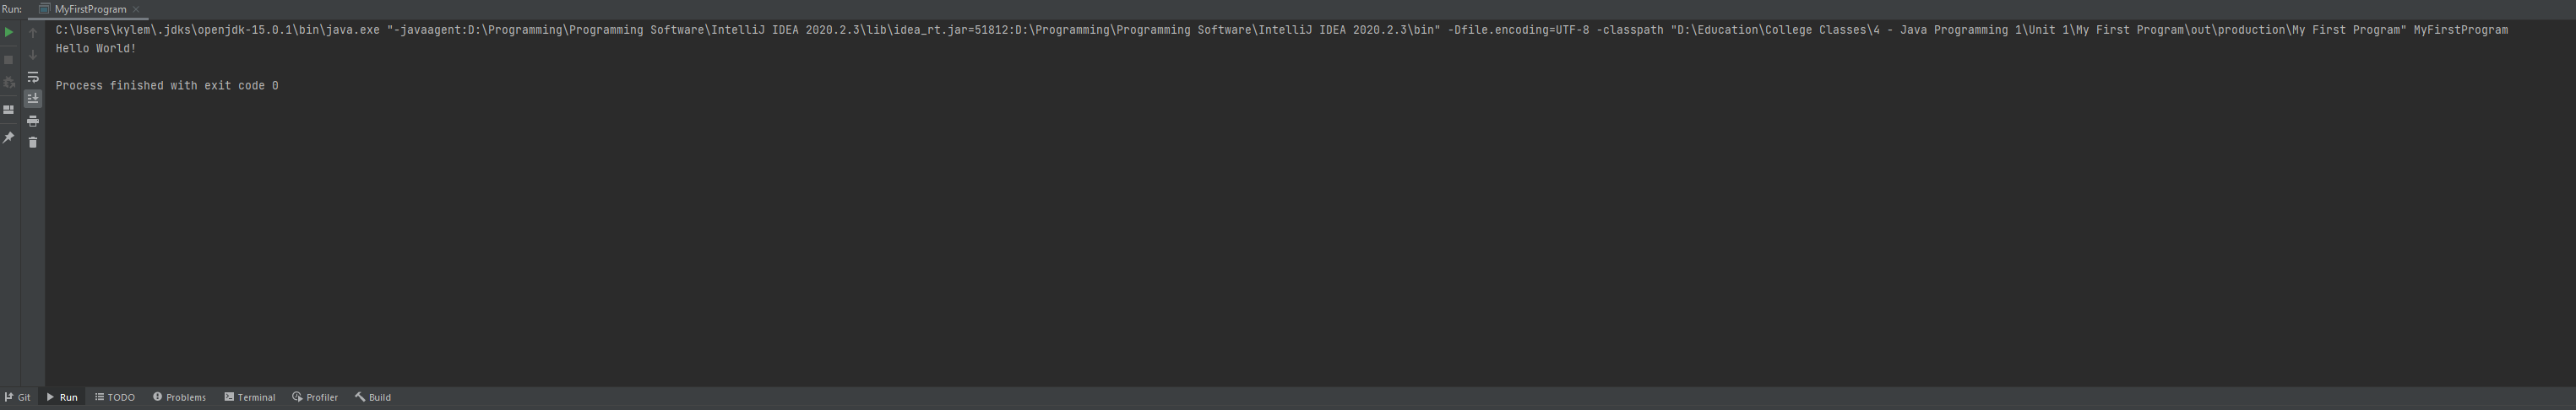 Run: MyFirstProgram
C:\Users\kylem\.jdks\openjdk-15.0.1\bin\java.exe "-javaagent:D:\Programming\Programming Software\IntelliJ IDEA 2020.2.3\lib\idea_rt.jar=51812:D:\Programming\Programming Software\IntelliJ IDEA 2020.2.3\bin" -Dfile.encoding=UTF-8 -classpath "D:\Education\College Classes\4 - Java Programming 1\Unit 1\My First Program\out\production\My First Program" MyFirstProgram
Hello World!
Process finished with exit code 0
Git Run TODO Problems Terminal Profiler Build